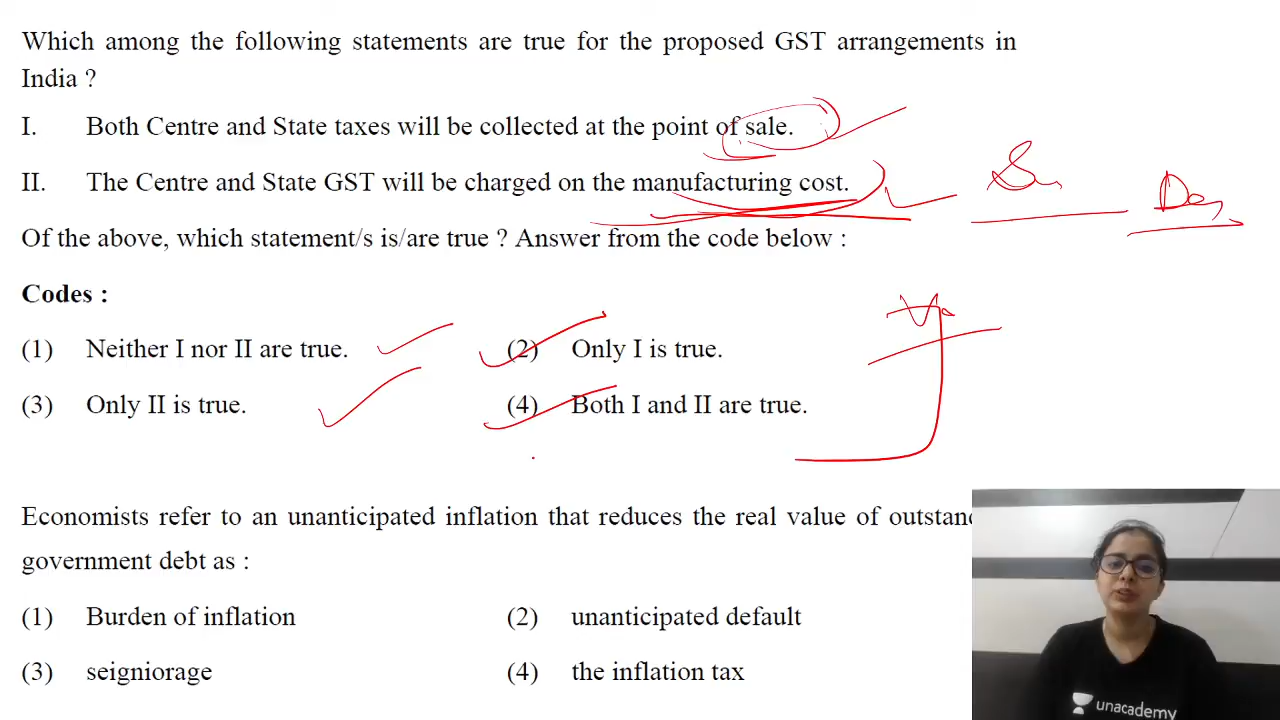 Which among the following statements are true for the proposed GST arrangements in
India ?
I. Both Centre and State taxes will be collected at the point of sale.
II. The Centre and State GST will be charged on the manufacturing cost.
Of the above, which statement/s is/are true ? Answer from the code below :
Codes :
(1) Neither I nor II are true. (2) Only I is true.
(3) Only II is true. (4) Both I and II are true.
Economists refer to an unanticipated inflation that reduces the real value of
government debt as :
(1) Burden of inflation (2) unanticipated default
(3) seigniorage (4) the inflation tax
unacademy